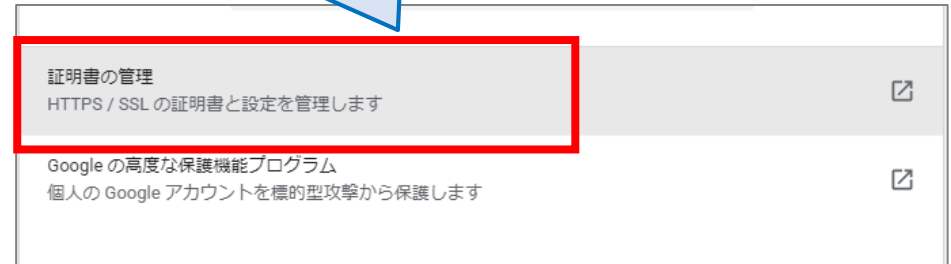 証明書の管理
HTTPS / SSL の証明書と設定を管理します
Google の高度な保護機能プログラム
個人の Google アカウントを標的型攻撃から保護します